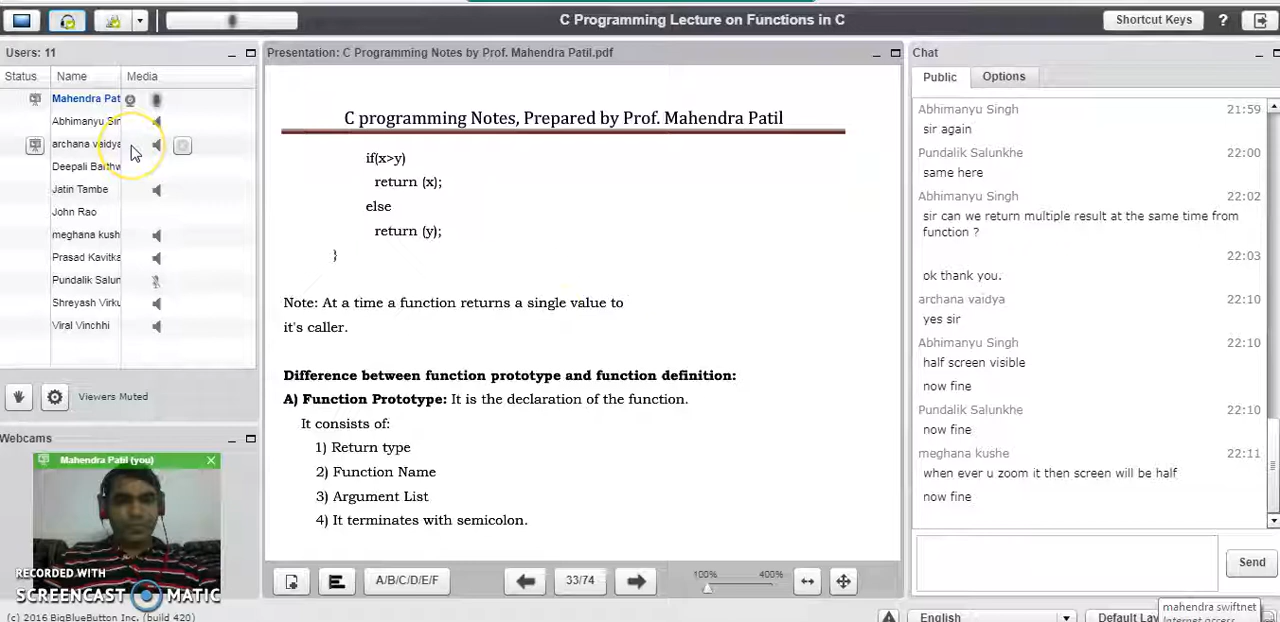 C Programming Lecture on Functions in C
Shortcut Keys
?
Users: 11
Status Name Media
Mahendra Pat
Abhimanyu Sin
archana vaidya
Deepali Barthw
Jatin Tambe
John Rao
meghana kush
Prasad Kavitka
Pundalik Salun
Shreyash Virku
Viral Vinchhi
Viewers Muted
Webcams
Mahendra Patil (you)
RECORDED WITH
SCREENCAST MATIC
(c) 2016 BigBlueButton Inc. (build 420)
Presentation: C Programming Notes by Prof. Mahendra Patil.pdf
C programming Notes, Prepared by Prof. Mahendra Patil
if(x>y)
return (x);
else
return (y);
}
Note: At a time a function returns a single value to
it's caller.
Difference between function prototype and function definition:
A) Function Prototype: It is the declaration of the function.
It consists of:
1) Return type
2) Function Name
3) Argument List
4) It terminates with semicolon.
A/B/C/D/E/F
33/74
100% 400%
Chat
Public Options
Abhimanyu Singh 21:59
sir again
Pundalik Salunkhe 22:00
same here
Abhimanyu Singh 22:02
sir can we return multiple result at the same time from
function ?
22:03
ok thank you.
archana vaidya 22:10
yes sir
Abhimanyu Singh 22:10
half screen visible
now fine
Pundalik Salunkhe 22:10
now fine
meghana kushe 22:11
when ever u zoom it then screen will be half
now fine
Send
English
Default Lay
mahendra swiftnet
Internet access